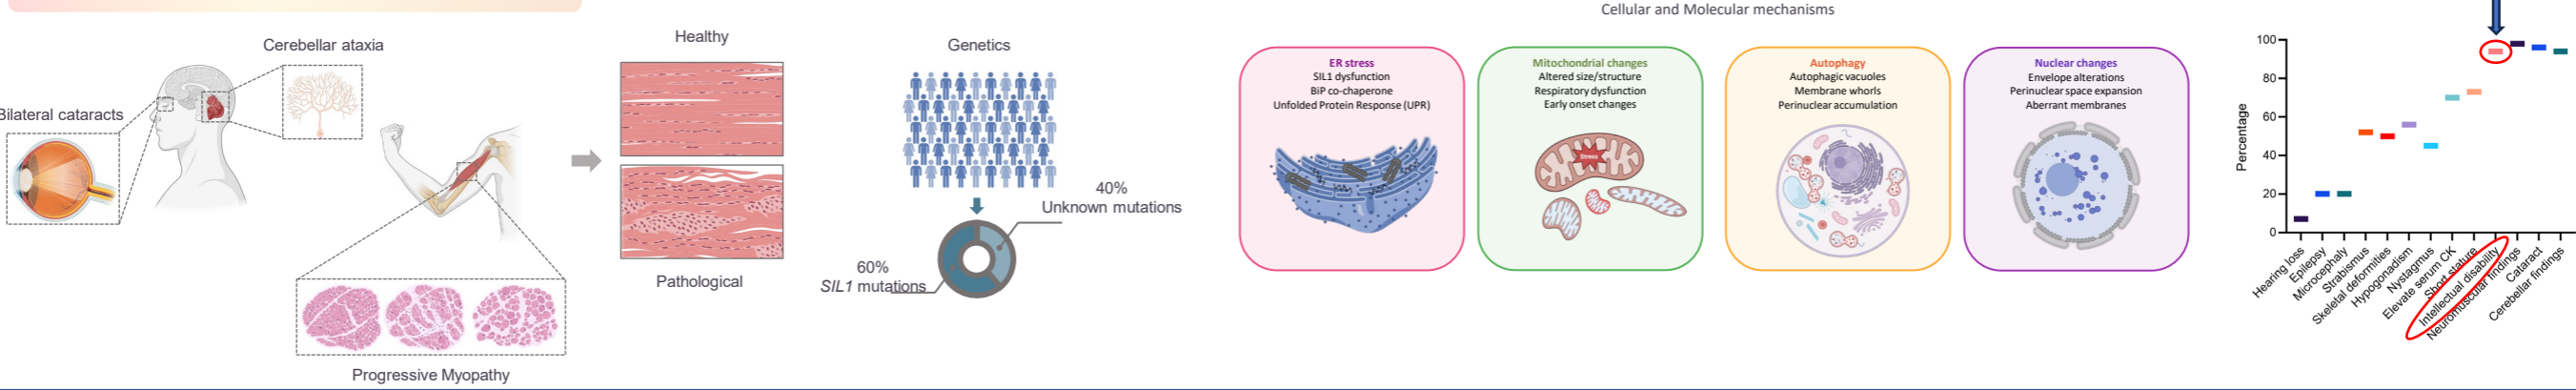 Cerebellar ataxia
Bilateral cataracts
Progressive Myopathy
Healthy
Pathological
Genetics
40%
Unknown mutations
60%
SIL1 mutations
Cellular and Molecular mechanisms
ER stress
SIL1 dysfunction
BiP co-chaperone
Unfolded Protein Response (UPR)
Mitochondrial changes
Altered size/structure
Respiratory dysfunction
Early onset changes
Stress
Autophagy
Autophagic vacuoles
Membrane whorls
Perinuclear accumulation
Nuclear changes
Envelope alterations
Perinuclear space expansion
Aberrant membranes
Percentage
100
80
60
40
20
0
Hearing loss
Epilepsy
Microcephaly
Strabismus
Skeletal deformities
Hypogonadism
Nystagmus
Elevate serum CK
Short stature
Intellectual disability
Neuromuscular findings
Cataract
Cerebellar findings